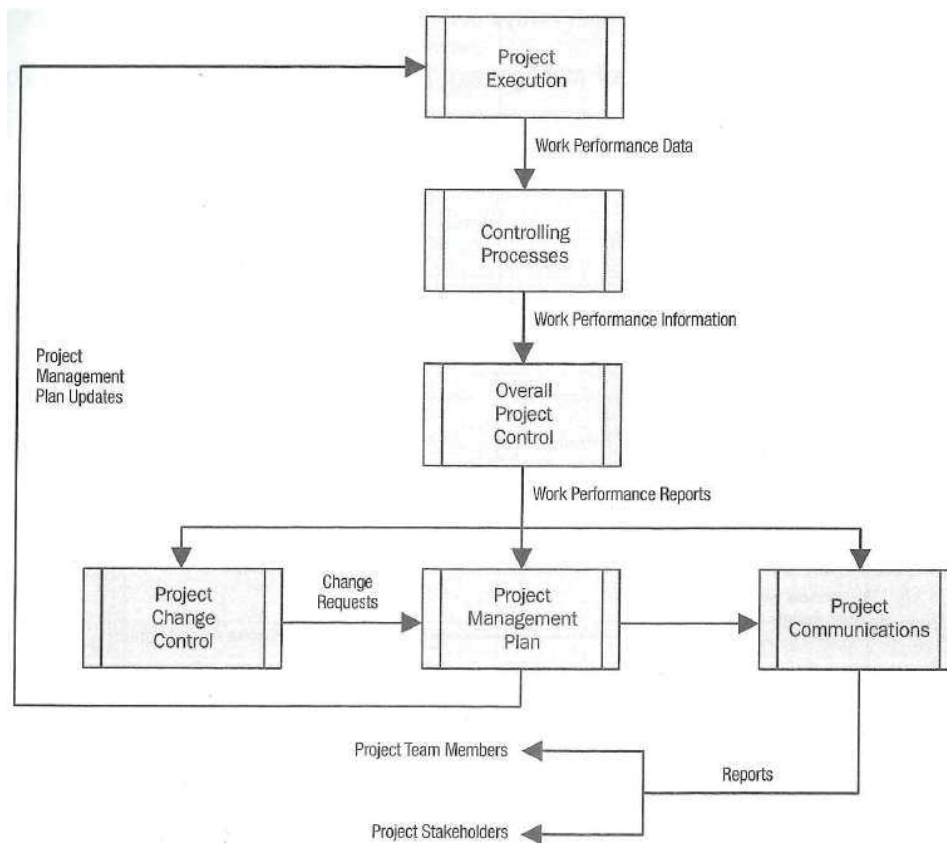 Project
Execution
Work Performance Data
Controlling
Processes
Work Performance Information
Project
Management
Plan Updates
Overall
Project
Control
Work Performance Reports
Project
Change
Control
Change
Requests
Project
Management
Plan
Project
Communications
Project Team Members
Reports
Project Stakeholders